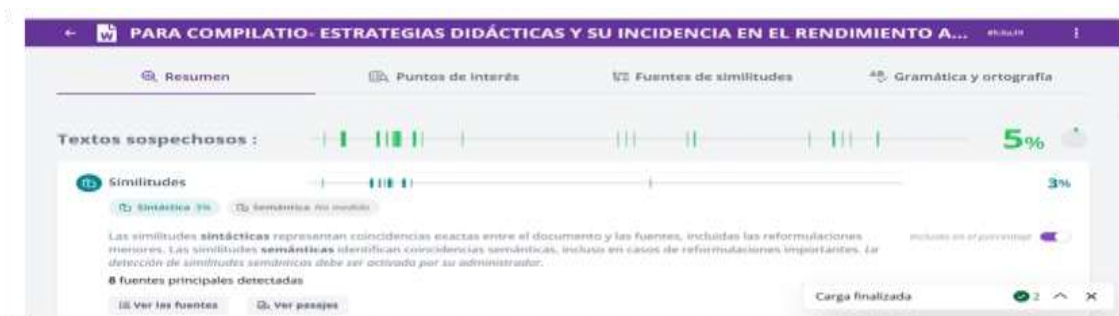 PARA COMPILATIO- ESTRATEGIAS DIDÁCTICAS Y SU INCIDENCIA EN EL RENDIMIENTO A...
Resumen
Puntos de interés
Fuentes de similitudes
Gramática y ortografía
Textos sospechosos :
5%
Similitudes
3%
Sintáctica 3%
Semántica No medido
Las similitudes sintácticas representan coincidencias exactas entre el documento y las fuentes, incluidas las reformulaciones
menores. Las similitudes semánticas identifican coincidencias semánticas, incluso en casos de reformulaciones importantes. La
detección de similitudes semánticas debe ser activada por su administrador.
Incluido en el porcentaje
8 fuentes principales detectadas
Ver las fuentes
Ver pasajes
Carga finalizada
2